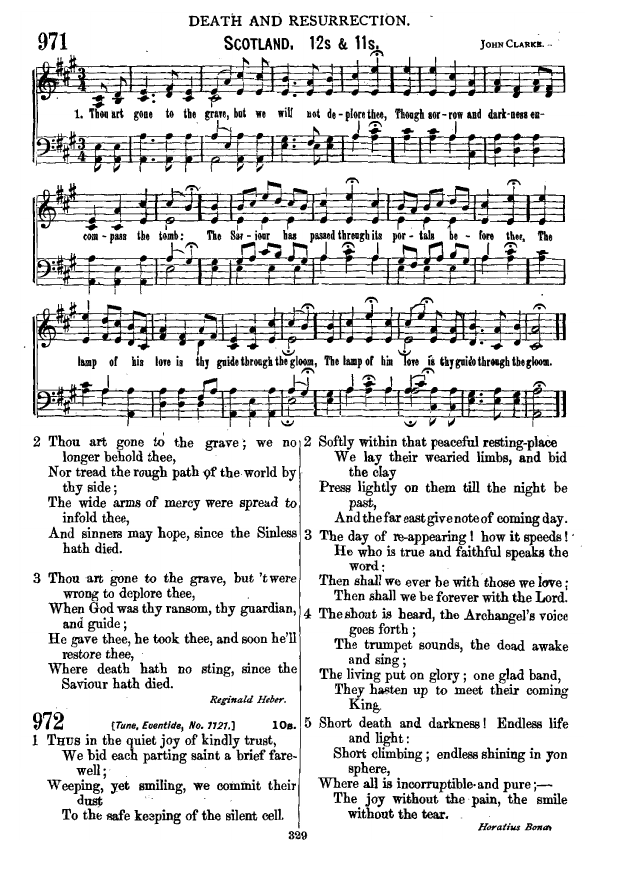 DEATH AND RESURRECTION.
971 SCOTLAND. 12s & 11s. JOHN CLARKE.
1. Thou art gone to the grave, but we will not de-plore thee, Though sor-row and dark-ness en-
com-pass the tomb: The Sav-iour has passed through its por-tals be-fore thee, The
lamp of his love is thy guide through the gloom, The lamp of his love is thy guide through the gloom.
2 Thou art gone to the grave; we no
longer behold thee,
Nor tread the rough path of the world by
thy side;
The wide arms of mercy were spread to
infold thee,
And sinners may hope, since the Sinless
hath died.
3 Thou art gone to the grave, but 't were
wrong to deplore thee,
When God was thy ransom, thy guardian,
and guide;
He gave thee, he took thee, and soon he'll
restore thee,
Where death hath no sting, since the
Saviour hath died.
Reginald Heber.
972 [Tune, Eventide, No. 1121.] 10s.
1 THUS in the quiet joy of kindly trust,
We bid each parting saint a brief fare-
well;
Weeping, yet smiling, we commit their
dust
To the safe keeping of the silent cell.
2 Softly within that peaceful resting-place
We lay their wearied limbs, and bid
the clay
Press lightly on them till the night be
past,
And the far east give note of coming day.
3 The day of re-appearing! how it speeds!
He who is true and faithful speaks the
word:
Then shall we ever be with those we love;
Then shall we be forever with the Lord.
4 The shout is heard, the Archangel's voice
goes forth;
The trumpet sounds, the dead awake
and sing;
The living put on glory; one glad band,
They hasten up to meet their coming
King.
5 Short death and darkness! Endless life
and light:
Short climbing; endless shining in yon
sphere,
Where all is incorruptible and pure;—
The joy without the pain, the smile
without the tear.
Horatius Bonar
329